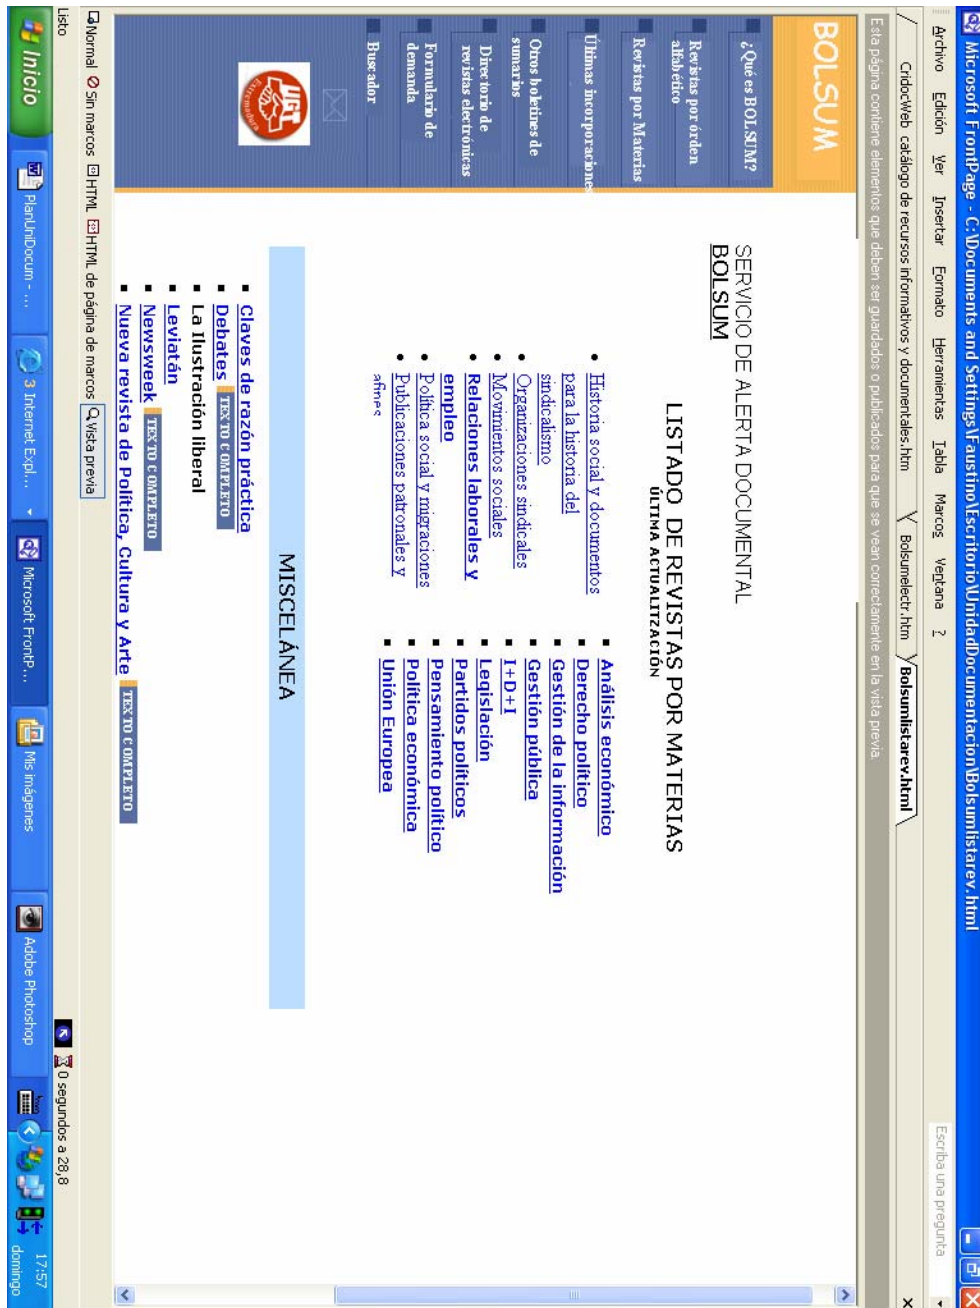 Microsoft FrontPage - C:\Documents and Settings\Faustino\Escritorio\UnidadDocumentacion\Bolsumlistarev.html
Archivo Edición Ver Insertar Formato Herramientas Tabla Marcos Ventana ?
Escriba una pregunta
CridocWeb catálogo de recursos informativos y documentales.htm
Bolsumelectr.htm
Bolsumlistarev.html
Esta página contiene elementos que deben ser guardados o publicados para que se vean correctamente en la vista previa.
BOLSUM
¿Qué es BOLSUM?
Revistas por órden
alfabético
Revistas por Materias
Últimas incorporaciones
Otros boletines de
sumarios
Directorio de
revistas electrónicas
Formulario de
demanda
Buscador
UGT
Extremadura
SERVICIO DE ALERTA DOCUMENTAL
BOLSUM
LISTADO DE REVISTAS POR MATERIAS
ÚLTIMA ACTUALITZACIÓN
Historia social y documentos
para la historia del
sindicalismo
Organizaciones sindicales
Movimientos sociales
Relaciones laborales y
empleo
Política social y migraciones
Publicaciones patronales y
afines
Análisis económico
Derecho político
Gestión de la información
Gestión pública
I+D+I
Legislación
Partidos políticos
Pensamiento político
Política económica
Unión Europea
MISCELÁNEA
Claves de razón práctica
Debates TEXTO COMPLETO
La Ilustración liberal
Leviatán
Newsweek TEXTO COMPLETO
Nueva revista de Política, Cultura y Arte TEXTO COMPLETO
Normal Sin marcos HTML HTML de página de marcos Vista previa
Listo
0 segundos a 28,8
Inicio
PlanUniDocum - ...
3 Internet Expl...
Microsoft FrontP...
Mis imágenes
Adobe Photoshop
17:57
domingo